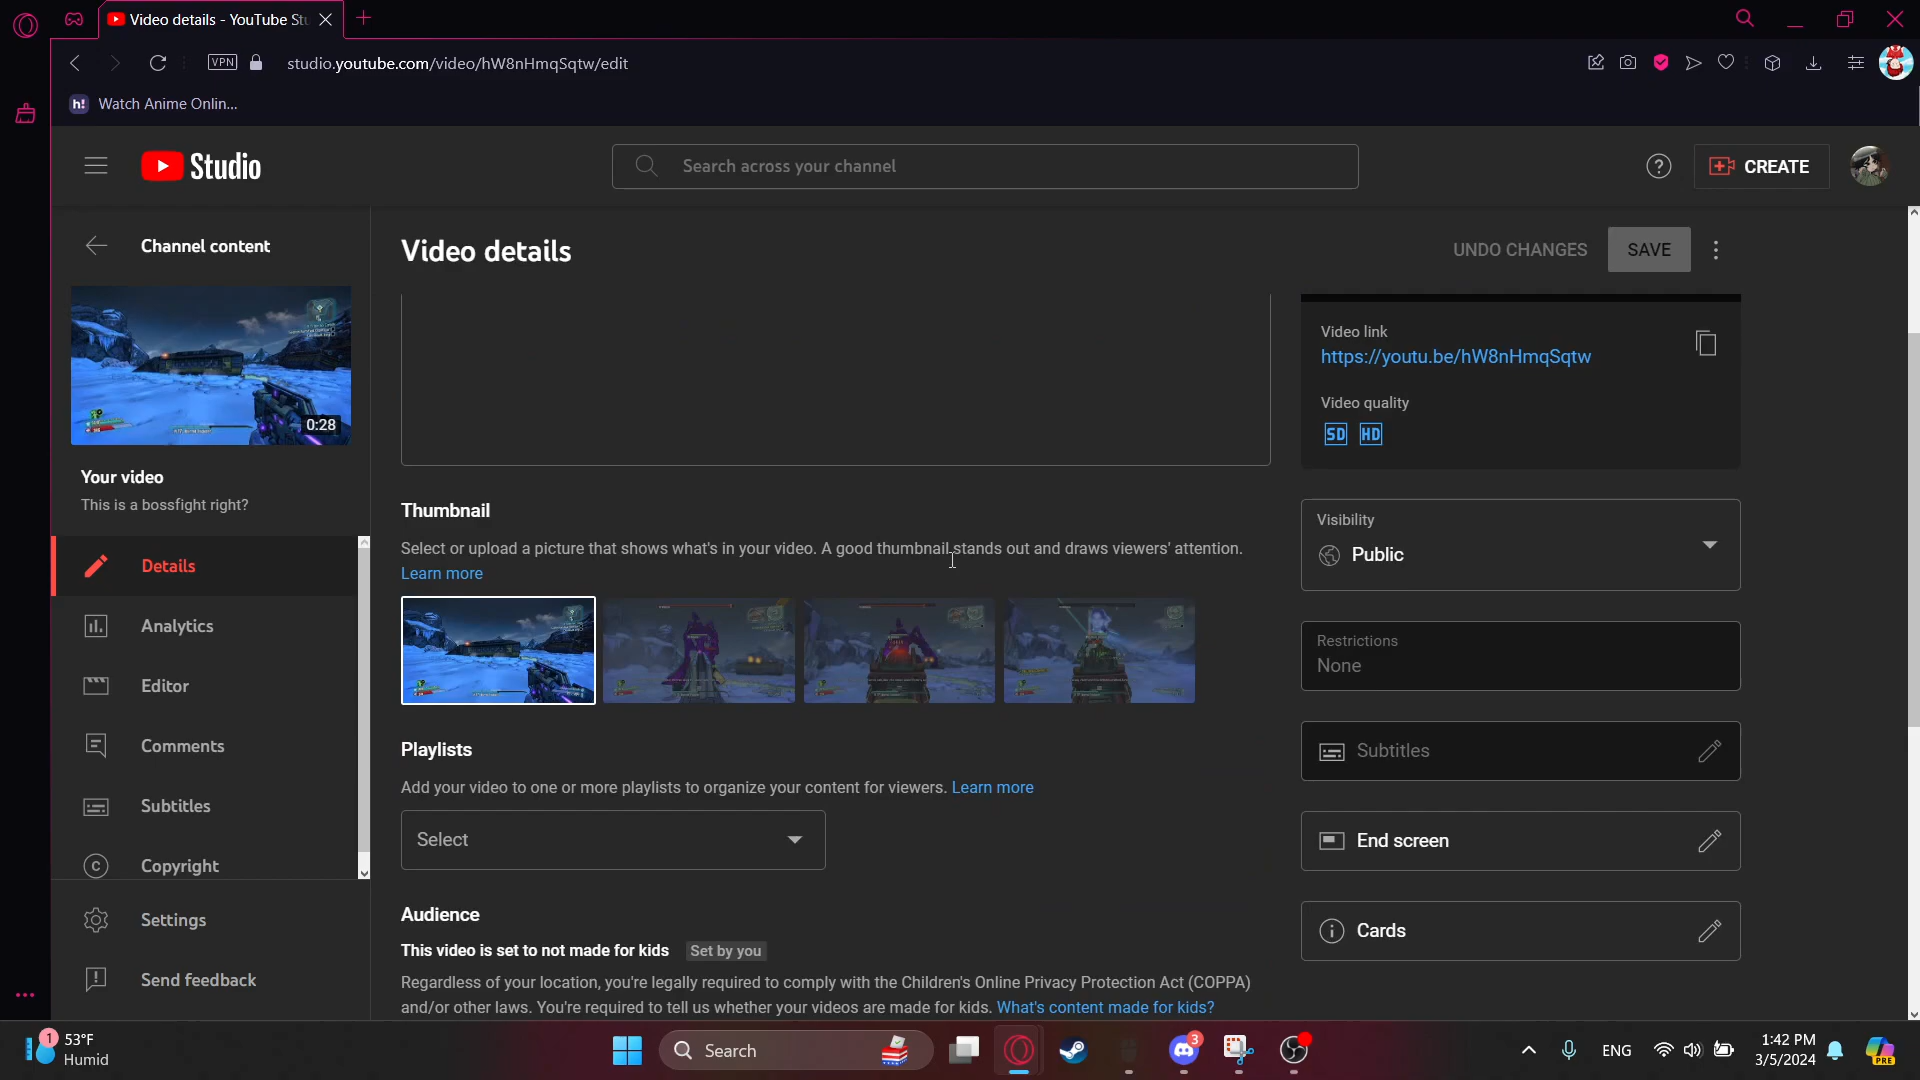 Video details - YouTube Stu
VPN
studio.youtube.com/video/hW8nHmqSqtw/edit
h!
Watch Anime Onlin...
Studio
Search across your channel
CREATE
Channel content
Video details
UNDO CHANGES
SAVE
0:28
Your video
This is a bossfight right?
Details
Analytics
Editor
Comments
Subtitles
Copyright
Settings
Send feedback
Thumbnail
Select or upload a picture that shows what's in your video. A good thumbnail stands out and draws viewers' attention.
Learn more
Playlists
Add your video to one or more playlists to organize your content for viewers. Learn more
Select
Audience
This video is set to not made for kids Set by you
Regardless of your location, you're legally required to comply with the Children's Online Privacy Protection Act (COPPA)
and/or other laws. You're required to tell us whether your videos are made for kids. What's content made for kids?
Video link
https://youtu.be/hW8nHmqSqtw
Video quality
SD HD
Visibility
Public
Restrictions
None
Subtitles
End screen
Cards
1
53°F
Humid
Search
3
ENG
1:42 PM
3/5/2024
PRE